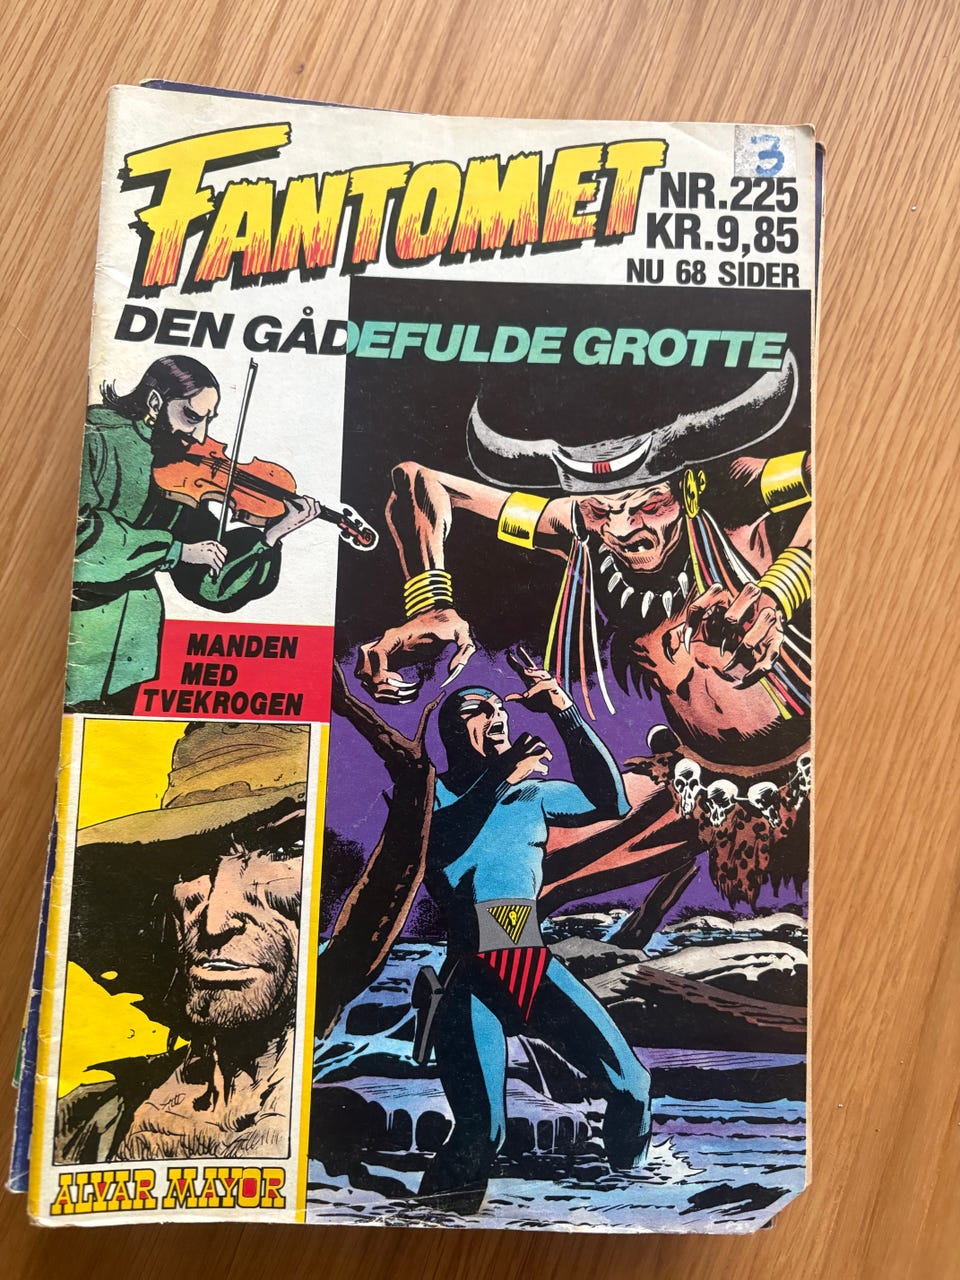 FANTOMET
3
NR.225
KR.9,85
NU 68 SIDER
DEN GÅDEFULDE GROTTE
MANDEN
MED
TVEKROGEN
ALVAR MAYOR